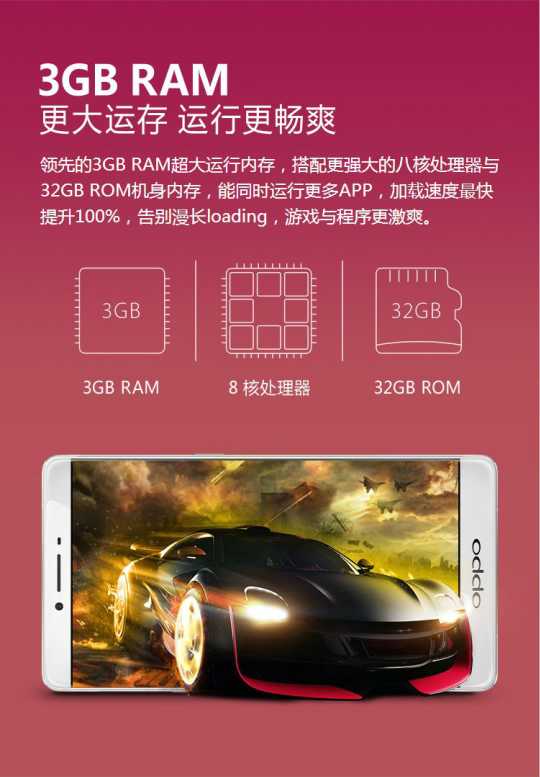 3GB RAM
更大运存 运行更畅爽
领先的3GB RAM超大运行内存，搭配更强大的八核处理器与
32GB ROM机身内存，能同时运行更多APP，加载速度最快
提升100%，告别漫长loading，游戏与程序更激爽。
3GB
32GB
3GB RAM
8 核处理器
32GB ROM
oppo